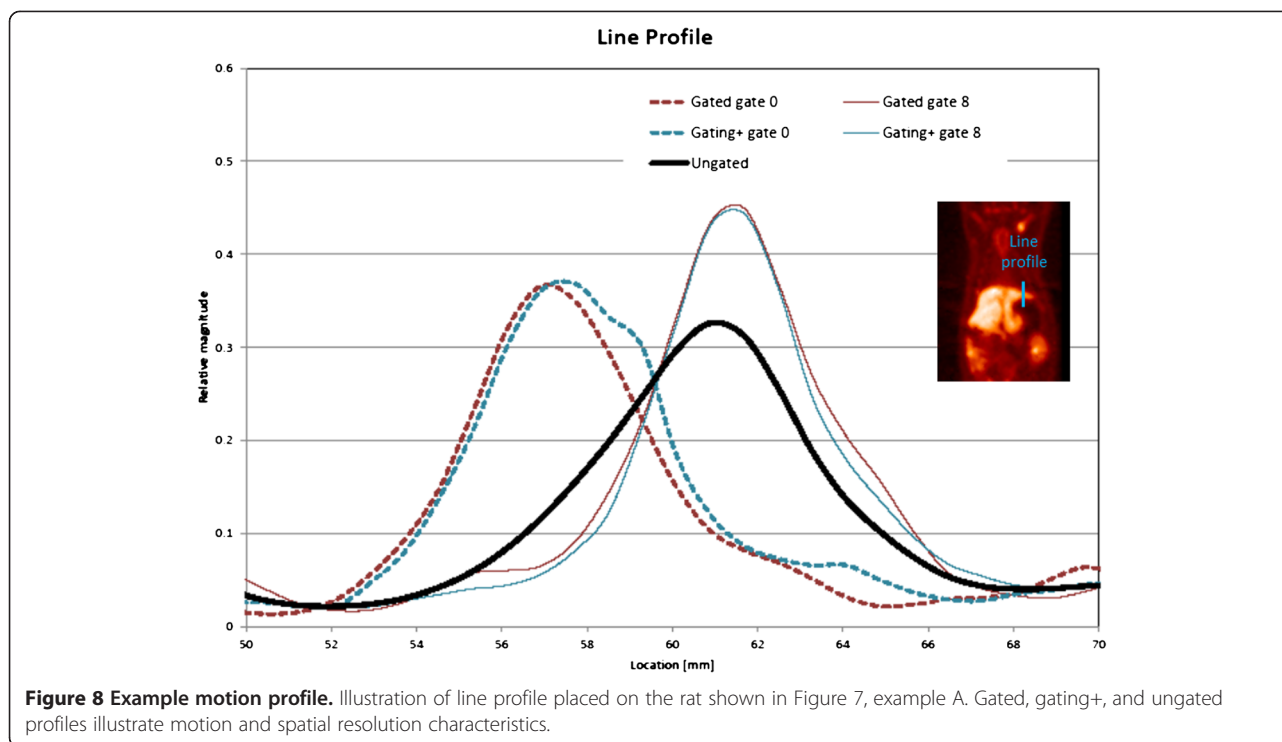 Line Profile
0.6
0.5
0.4
0.3
0.2
0.1
0
Relative magnitude
Gated gate 0
Gated gate 8
Gating+ gate 0
Gating+ gate 8
Ungated
Line
profile
50 52 54 56 58 60 62 64 66 68 70
Location [mm]
Figure 8 Example motion profile. Illustration of line profile placed on the rat shown in Figure 7, example A. Gated, gating+, and ungated
profiles illustrate motion and spatial resolution characteristics.